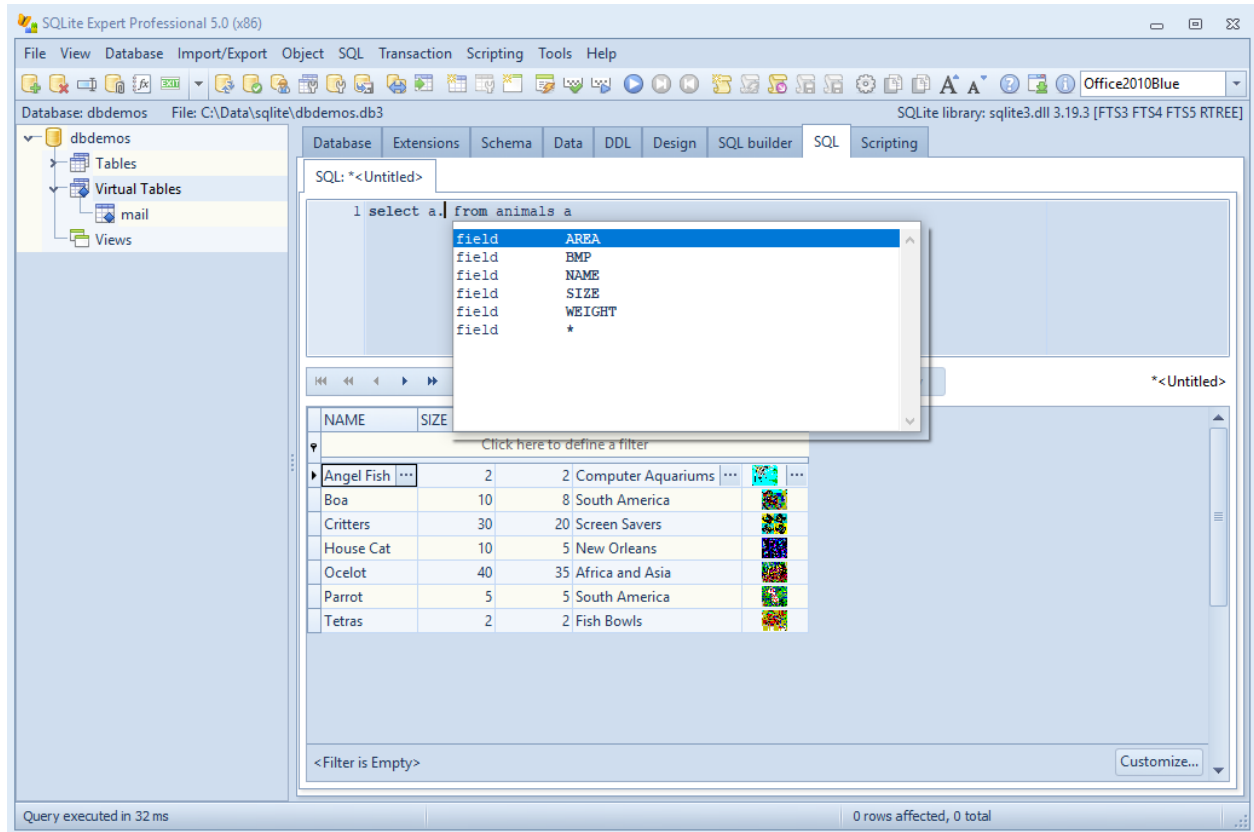 SQLite Expert Professional 5.0 (x86)
File View Database Import/Export Object SQL Transaction Scripting Tools Help
Office2010Blue
Database: dbdemos File: C:\Data\sqlite\dbdemos.db3 SQLite library: sqlite3.dll 3.19.3 [FTS3 FTS4 FTS5 RTREE]
dbdemos
Tables
Virtual Tables
mail
Views
Database Extensions Schema Data DDL Design SQL builder SQL Scripting
SQL: *<Untitled>
1 select a. from animals a
field AREA
field BMP
field NAME
field SIZE
field WEIGHT
field *
*<Untitled>
NAME SIZE
Click here to define a filter
Angel Fish ... 2 2 Computer Aquariums ... ...
Boa 10 8 South America
Critters 30 20 Screen Savers
House Cat 10 5 New Orleans
Ocelot 40 35 Africa and Asia
Parrot 5 5 South America
Tetras 2 2 Fish Bowls
<Filter is Empty> Customize...
Query executed in 32 ms 0 rows affected, 0 total